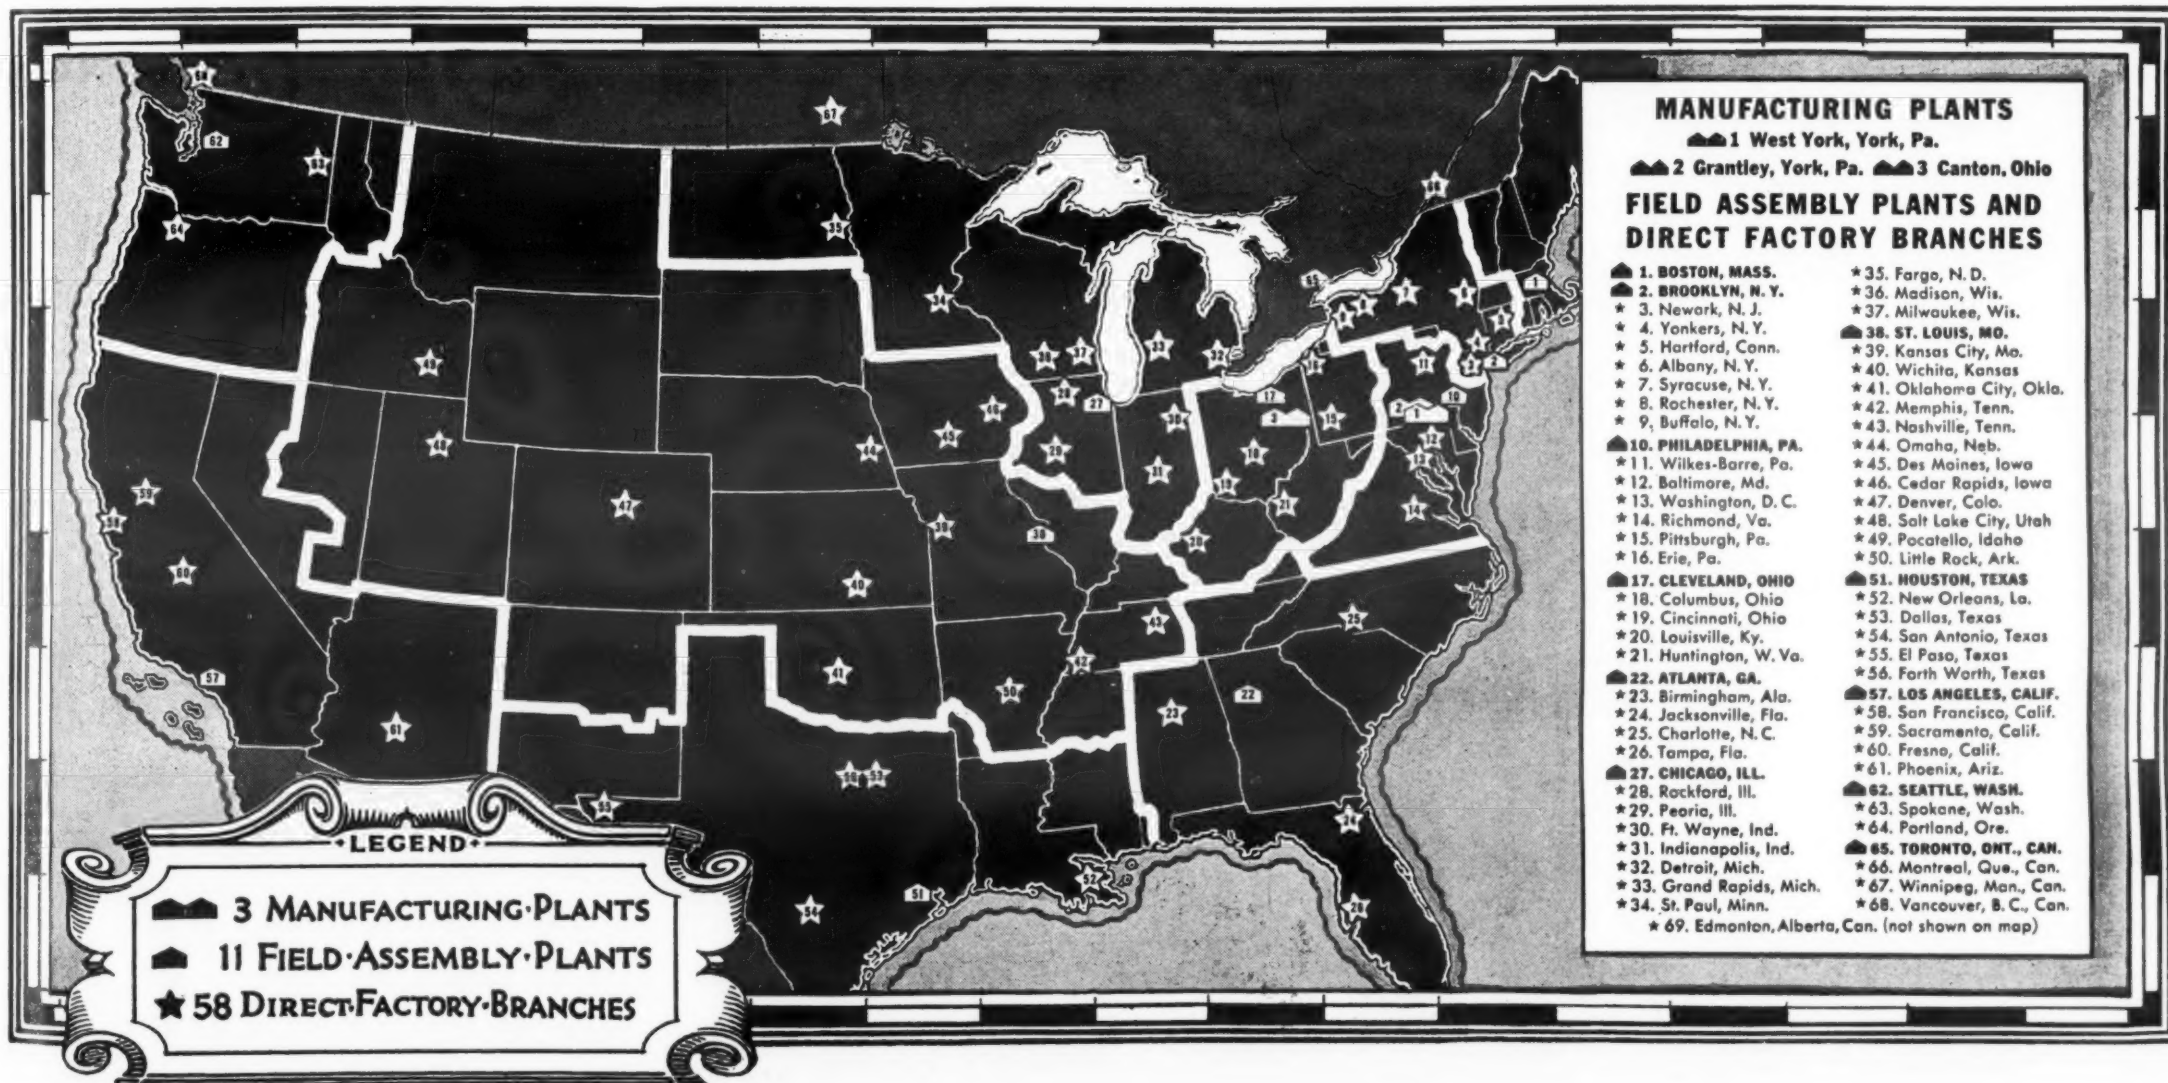 MANUFACTURING PLANTS
1 West York, York, Pa.
2 Grantley, York, Pa. 3 Canton, Ohio
FIELD ASSEMBLY PLANTS AND
DIRECT FACTORY BRANCHES
1. BOSTON, MASS.
2. BROOKLYN, N.Y.
★ 3. Newark, N.J.
★ 4. Yonkers, N.Y.
★ 5. Hartford, Conn.
★ 6. Albany, N.Y.
★ 7. Syracuse, N.Y.
★ 8. Rochester, N.Y.
★ 9. Buffalo, N.Y.
10. PHILADELPHIA, PA.
★ 11. Wilkes-Barre, Pa.
★ 12. Baltimore, Md.
★ 13. Washington, D.C.
★ 14. Richmond, Va.
★ 15. Pittsburgh, Pa.
★ 16. Erie, Pa.
17. CLEVELAND, OHIO
★ 18. Columbus, Ohio
★ 19. Cincinnati, Ohio
★ 20. Louisville, Ky.
★ 21. Huntington, W. Va.
22. ATLANTA, GA.
★ 23. Birmingham, Ala.
★ 24. Jacksonville, Fla.
★ 25. Charlotte, N.C.
★ 26. Tampa, Fla.
27. CHICAGO, ILL.
★ 28. Rockford, Ill.
★ 29. Peoria, Ill.
★ 30. Ft. Wayne, Ind.
★ 31. Indianapolis, Ind.
★ 32. Detroit, Mich.
★ 33. Grand Rapids, Mich.
★ 34. St. Paul, Minn.
★ 35. Fargo, N.D.
★ 36. Madison, Wis.
★ 37. Milwaukee, Wis.
38. ST. LOUIS, MO.
★ 39. Kansas City, Mo.
★ 40. Wichita, Kansas
★ 41. Oklahoma City, Okla.
★ 42. Memphis, Tenn.
★ 43. Nashville, Tenn.
★ 44. Omaha, Neb.
★ 45. Des Moines, Iowa
★ 46. Cedar Rapids, Iowa
★ 47. Denver, Colo.
★ 48. Salt Lake City, Utah
★ 49. Pocatello, Idaho
★ 50. Little Rock, Ark.
51. HOUSTON, TEXAS
★ 52. New Orleans, La.
★ 53. Dallas, Texas
★ 54. San Antonio, Texas
★ 55. El Paso, Texas
★ 56. Forth Worth, Texas
57. LOS ANGELES, CALIF.
★ 58. San Francisco, Calif.
★ 59. Sacramento, Calif.
★ 60. Fresno, Calif.
★ 61. Phoenix, Ariz.
62. SEATTLE, WASH.
★ 63. Spokane, Wash.
★ 64. Portland, Ore.
65. TORONTO, ONT., CAN.
★ 66. Montreal, Que., Can.
★ 67. Winnipeg, Man., Can.
★ 68. Vancouver, B.C., Can.
★ 69. Edmonton, Alberta, Can. (not shown on map)
LEGEND
3 MANUFACTURING·PLANTS
11 FIELD·ASSEMBLY·PLANTS
★ 58 DIRECT·FACTORY·BRANCHES